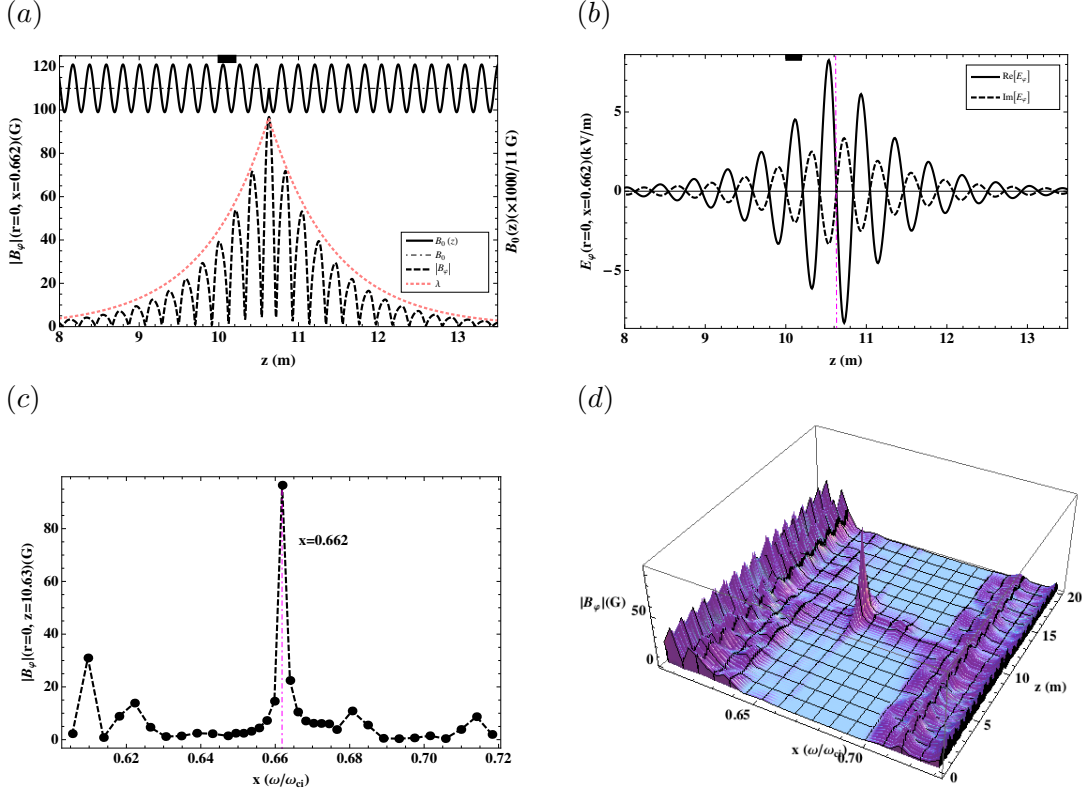 (a)
120
100
80
60
40
20
0
8
9
10
11
12
13
z (m)
|B_φ|(r=0, x=0.662)(G)
B_0(z)(×1000/11 G)
B_0(z)
B_0
|B_φ|
λ
(b)
5
0
−5
8
9
10
11
12
13
z (m)
E_φ(r=0, x=0.662)(kV/m)
Re[E_φ]
Im[E_φ]
(c)
80
60
40
20
0
0.62
0.64
0.66
0.68
0.70
0.72
x (ω/ω_ci)
|B_φ|(r=0, z=10.63)(G)
x=0.662
(d)
|B_φ|(G)
50
0
0.65
0.70
x (ω/ω_ci)
0
5
10
15
20
z (m)